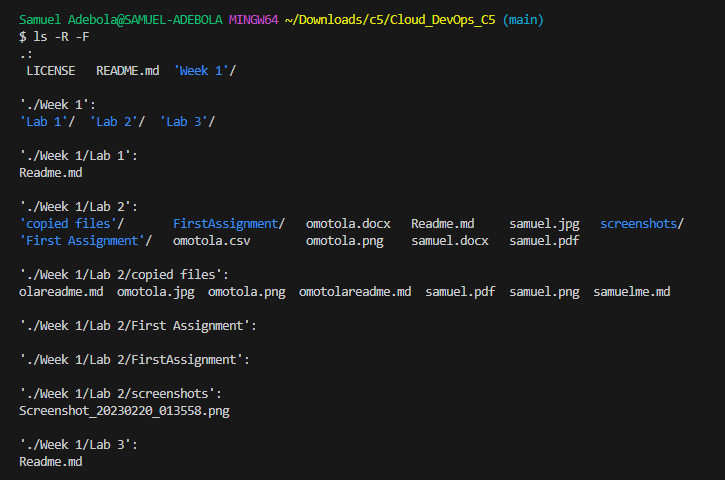 Samuel Adebola@SAMUEL-ADEBOLA MINGW64 ~/Downloads/c5/Cloud_DevOps_C5 (main)
$ ls -R -F
.:
LICENSE README.md 'Week 1'/
'./Week 1':
'Lab 1'/ 'Lab 2'/ 'Lab 3'/
'./Week 1/Lab 1':
Readme.md
'./Week 1/Lab 2':
'copied files'/ FirstAssignment/ omotola.docx Readme.md samuel.jpg screenshots/
'First Assignment'/ omotola.csv omotola.png samuel.docx samuel.pdf
'./Week 1/Lab 2/copied files':
olareadme.md omotola.jpg omotola.png omotolareadme.md samuel.pdf samuel.png samuelme.md
'./Week 1/Lab 2/First Assignment':
'./Week 1/Lab 2/FirstAssignment':
'./Week 1/Lab 2/screenshots':
Screenshot_20230220_013558.png
'./Week 1/Lab 3':
Readme.md